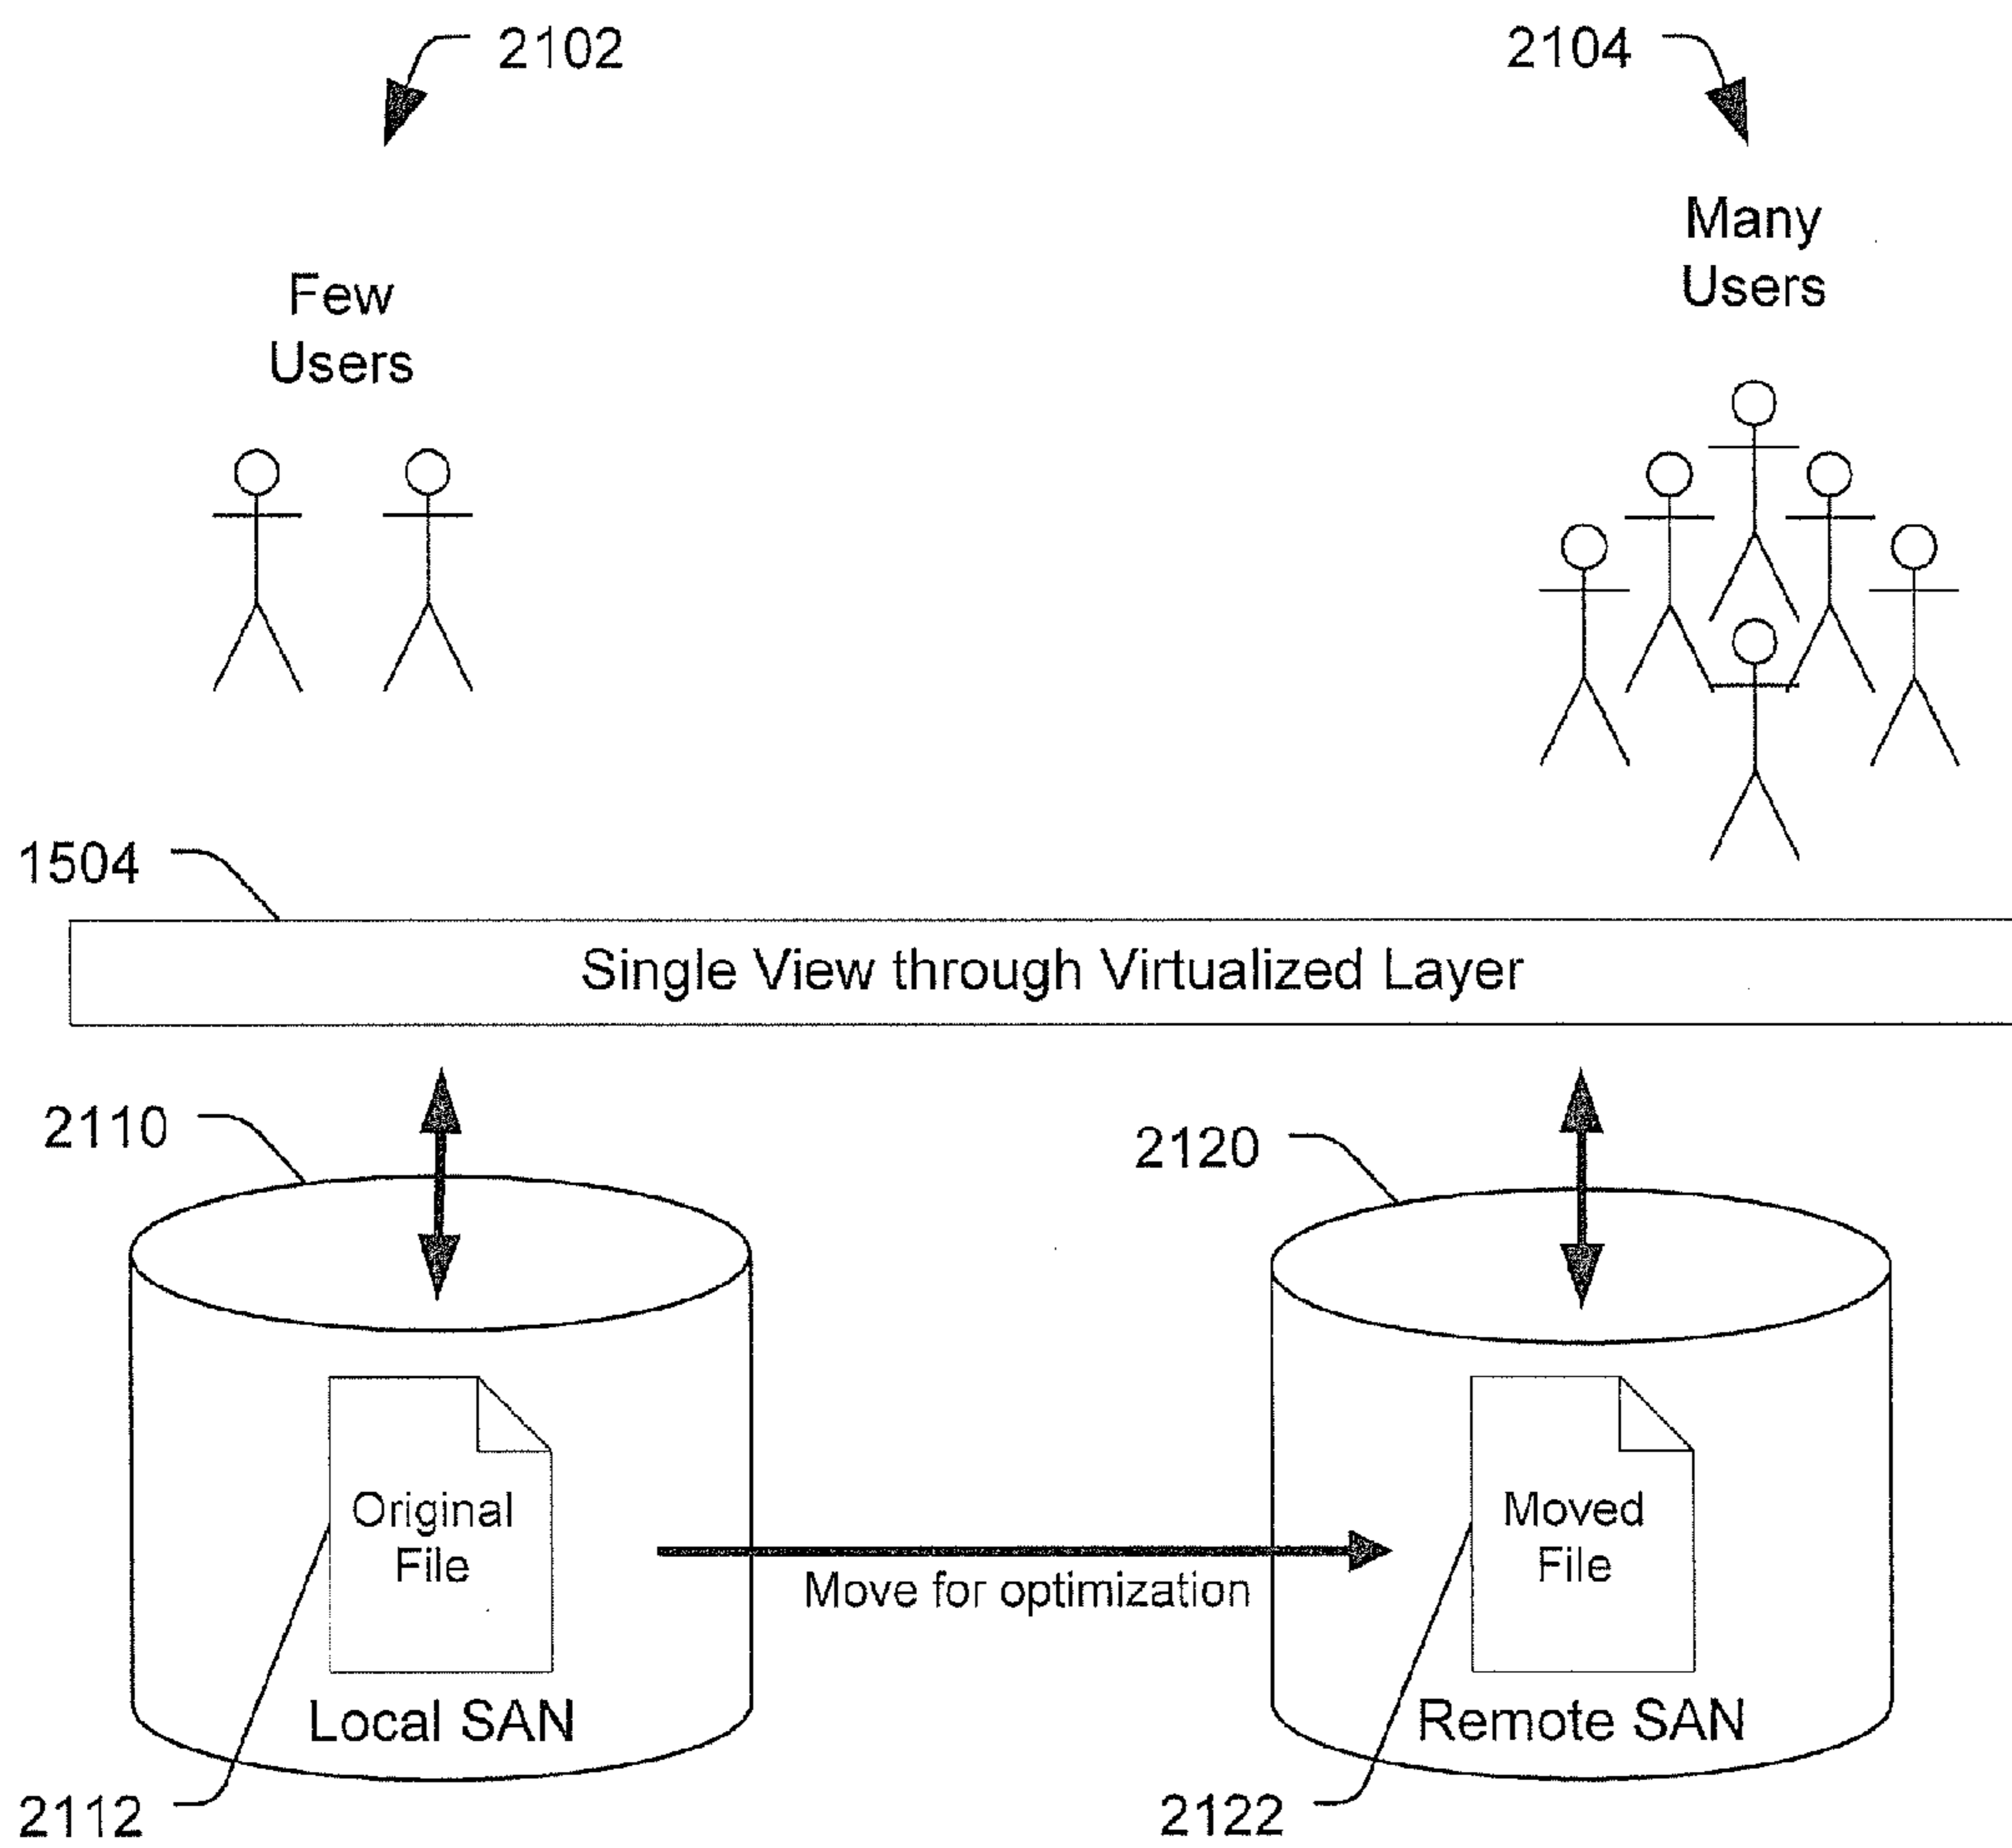 2102
2104
Few
Users
Many
Users
1504
Single View through Virtualized Layer
2110
2120
Original
File
Moved
File
Move for optimization
Local SAN
Remote SAN
2112
2122